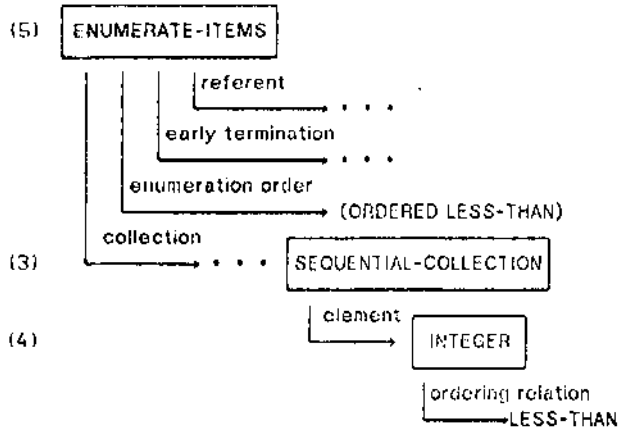 (5) ENUMERATE-ITEMS
referent
• • •
early termination
• • •
enumeration order
(ORDERED LESS-THAN)
collection
(3) • • • SEQUENTIAL-COLLECTION
element
(4) INTEGER
ordering relation
LESS-THAN